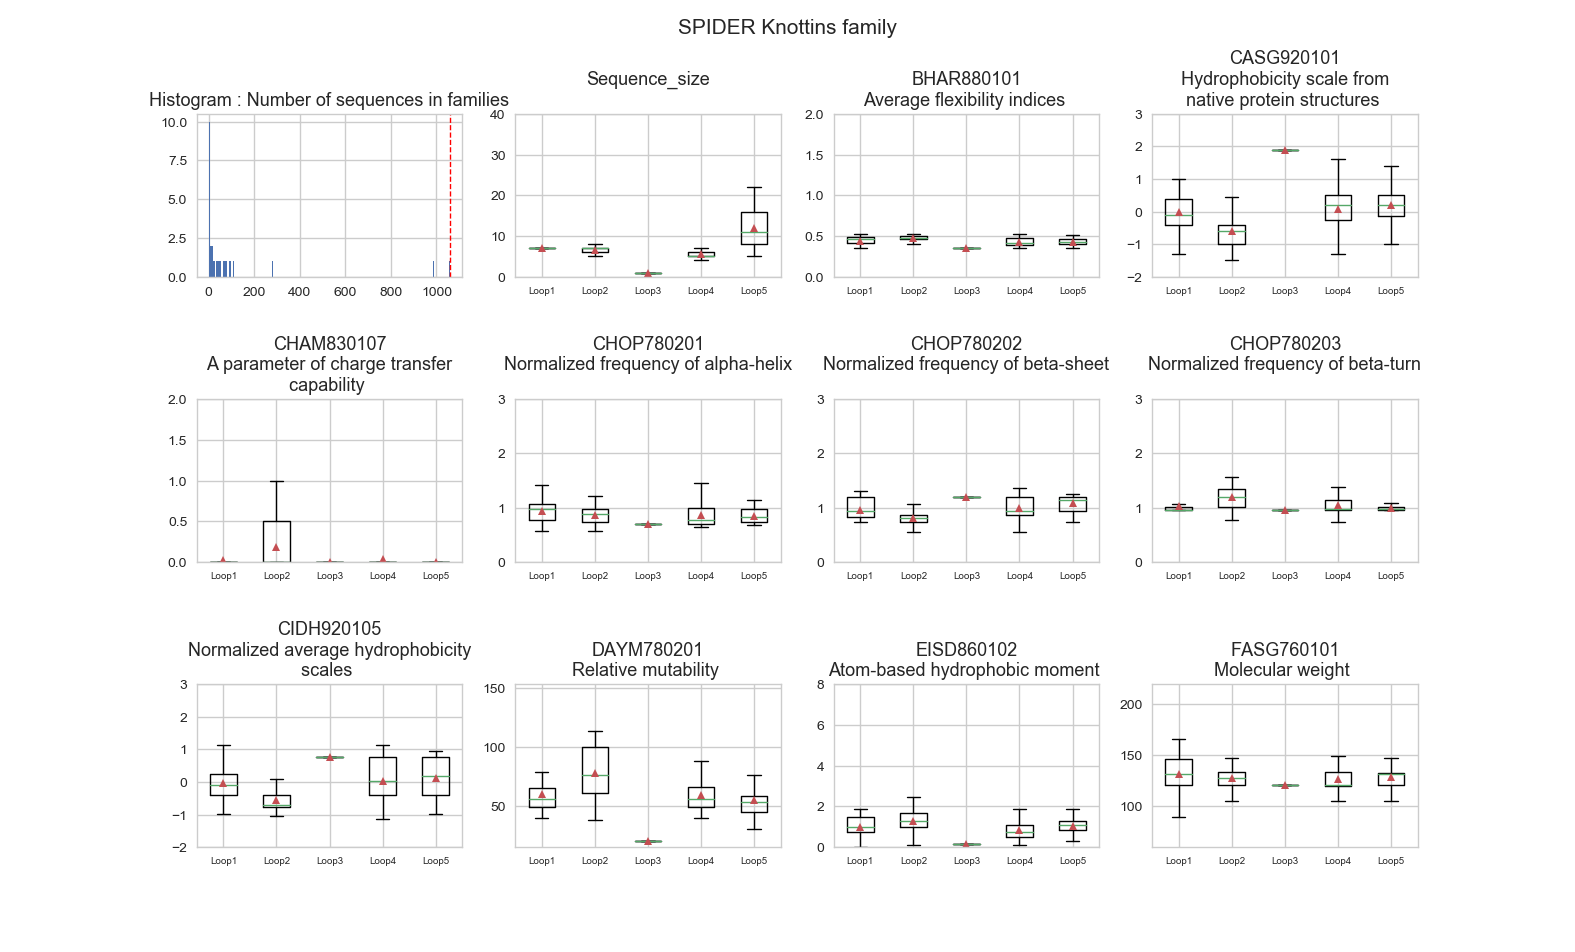 SPIDER Knottins family
Histogram : Number of sequences in families
10.0
7.5
5.0
2.5
0.0
0 200 400 600 800 1000
Sequence_size
40
30
20
10
0
Loop1 Loop2 Loop3 Loop4 Loop5
BHAR880101
Average flexibility indices
2.0
1.5
1.0
0.5
0.0
Loop1 Loop2 Loop3 Loop4 Loop5
CASG920101
Hydrophobicity scale from
native protein structures
3
2
1
0
−1
−2
Loop1 Loop2 Loop3 Loop4 Loop5
CHAM830107
A parameter of charge transfer
capability
2.0
1.5
1.0
0.5
0.0
Loop1 Loop2 Loop3 Loop4 Loop5
CHOP780201
Normalized frequency of alpha-helix
3
2
1
0
Loop1 Loop2 Loop3 Loop4 Loop5
CHOP780202
Normalized frequency of beta-sheet
3
2
1
0
Loop1 Loop2 Loop3 Loop4 Loop5
CHOP780203
Normalized frequency of beta-turn
3
2
1
0
Loop1 Loop2 Loop3 Loop4 Loop5
CIDH920105
Normalized average hydrophobicity
scales
3
2
1
0
−1
−2
Loop1 Loop2 Loop3 Loop4 Loop5
DAYM780201
Relative mutability
150
100
50
Loop1 Loop2 Loop3 Loop4 Loop5
EISD860102
Atom-based hydrophobic moment
8
6
4
2
0
Loop1 Loop2 Loop3 Loop4 Loop5
FASG760101
Molecular weight
200
150
100
Loop1 Loop2 Loop3 Loop4 Loop5